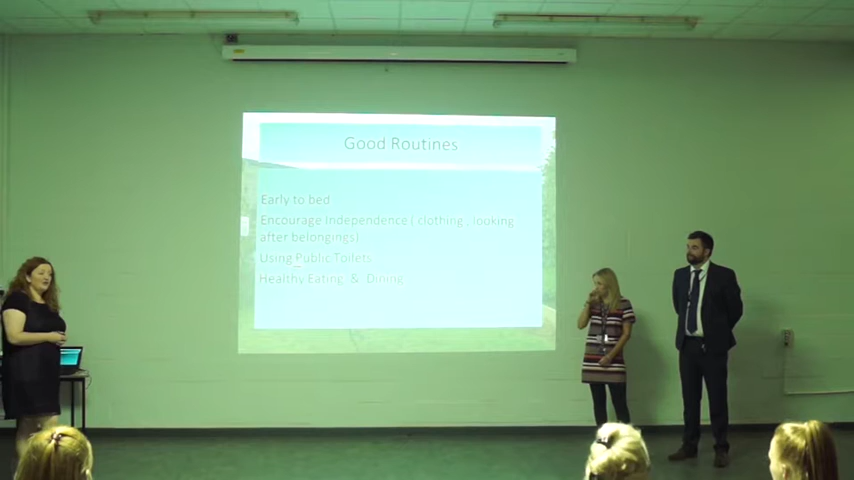 Good Routines
Early to bed
Encourage Independence ( clothing , looking
after belongings)
Using Public Toilets
Healthy Eating & Dining